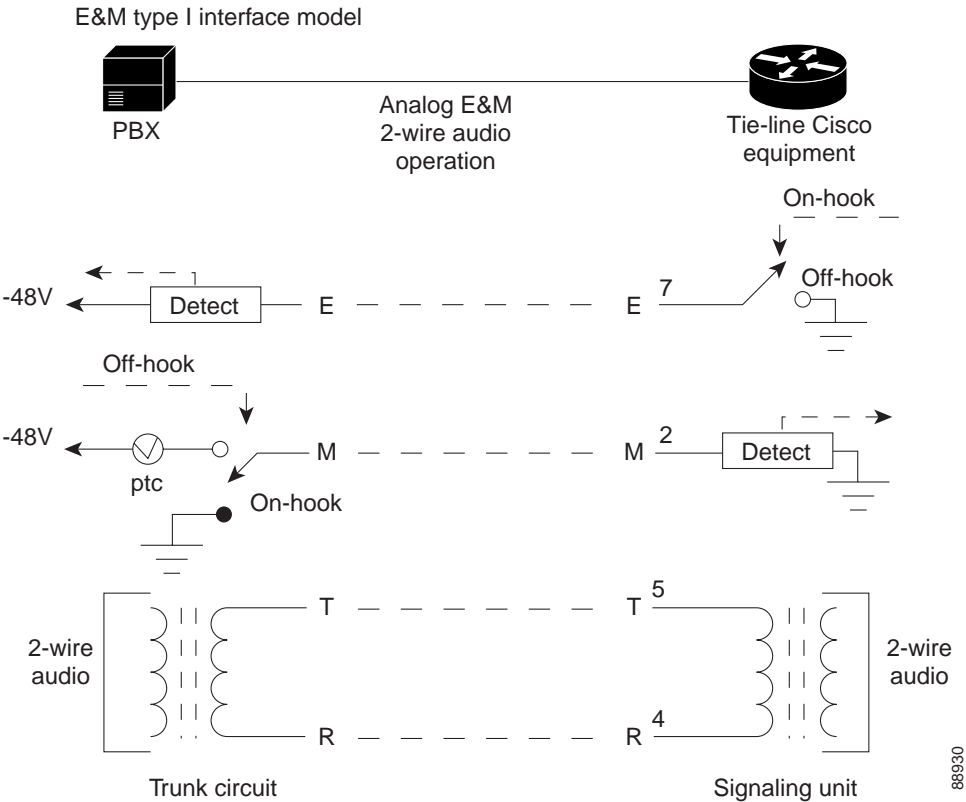 E&M type I interface model
PBX
Analog E&M
2-wire audio
operation
Tie-line Cisco
equipment
On-hook
-48V
Detect
E
E
7
Off-hook
Off-hook
-48V
ptc
M
M
2
Detect
On-hook
2-wire
audio
T
T
5
2-wire
audio
R
R
4
Trunk circuit
Signaling unit
88930